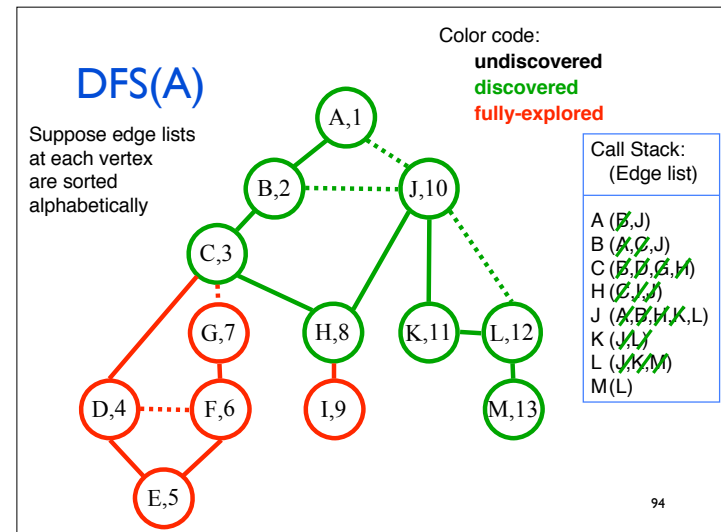 Color code:
undiscovered
discovered
fully-explored
DFS(A)
Suppose edge lists
at each vertex
are sorted
alphabetically
A,1
B,2
J,10
C,3
G,7
H,8
K,11
L,12
D,4
F,6
I,9
M,13
E,5
Call Stack:
(Edge list)
A (B,J)
B (A,C,J)
C (B,D,G,H)
H (C,I,J)
J (A,B,H,K,L)
K (J,L)
L (J,K,M)
M(L)
94